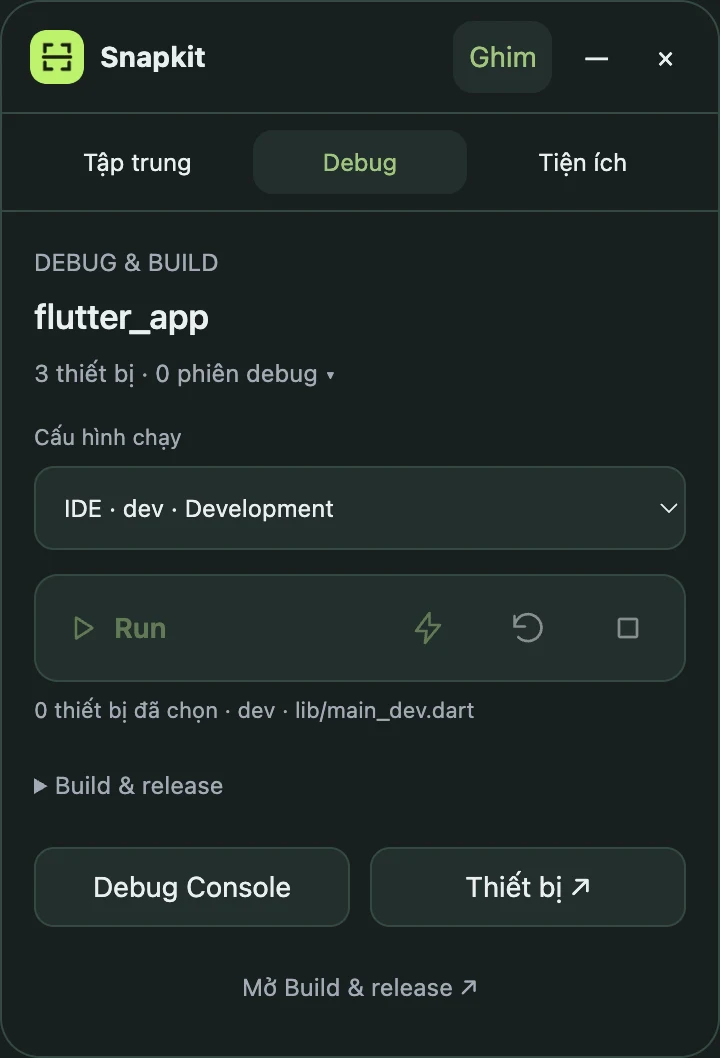 Snapkit
Ghim
Tập trung
Debug
Tiện ích
DEBUG & BUILD
flutter_app
3 thiết bị · 0 phiên debug ▾
Cấu hình chạy
IDE · dev · Development
Run
0 thiết bị đã chọn · dev · lib/main_dev.dart
▶ Build & release
Debug Console
Thiết bị ↗
Mở Build & release ↗